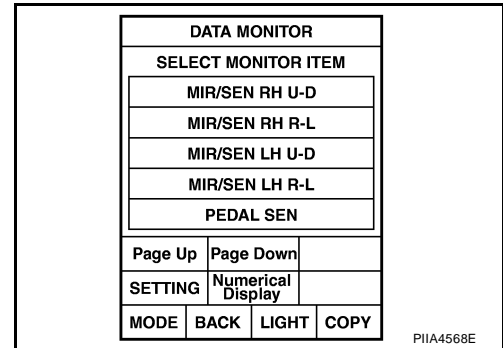 DATA MONITOR
SELECT MONITOR ITEM
MIR/SEN RH U-D
MIR/SEN RH R-L
MIR/SEN LH U-D
MIR/SEN LH R-L
PEDAL SEN
Page Up Page Down
SETTING Numerical Display
MODE BACK LIGHT COPY
PIIA4568E